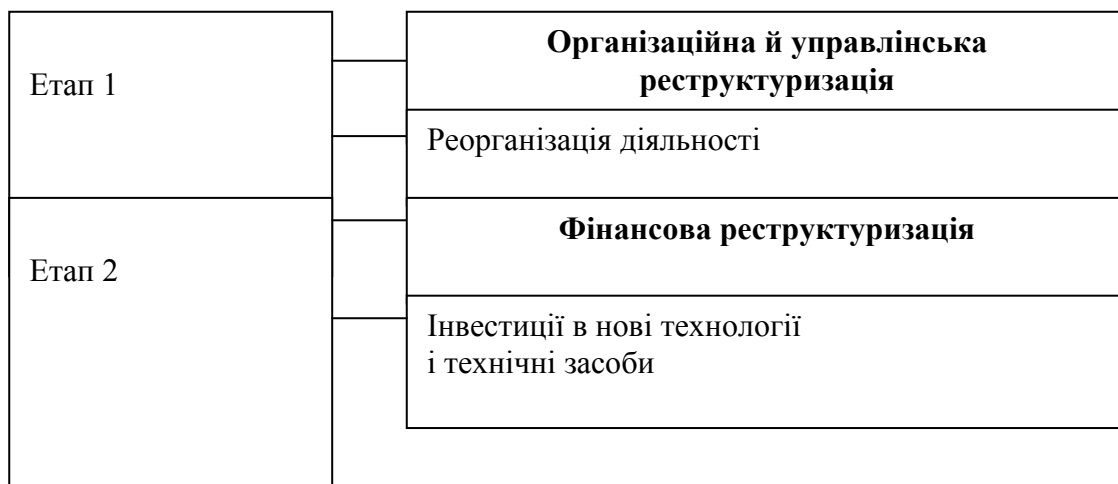 Етап 1
Організаційна й управлінська
реструктуризація
Реорганізація діяльності
Етап 2
Фінансова реструктуризація
Інвестиції в нові технології
і технічні засоби